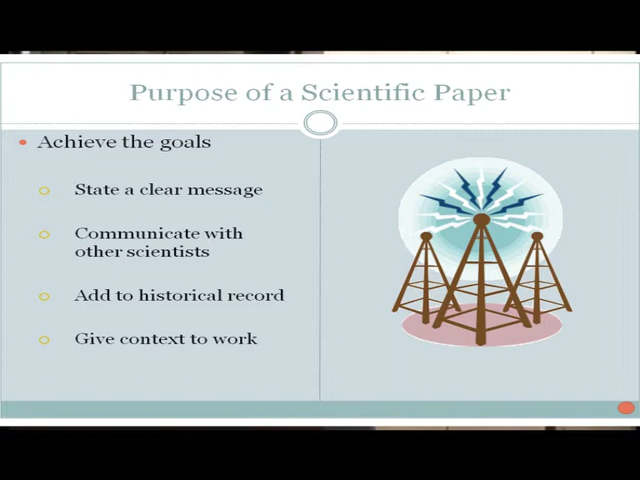 Purpose of a Scientific Paper
Achieve the goals
State a clear message
Communicate with
other scientists
Add to historical record
Give context to work